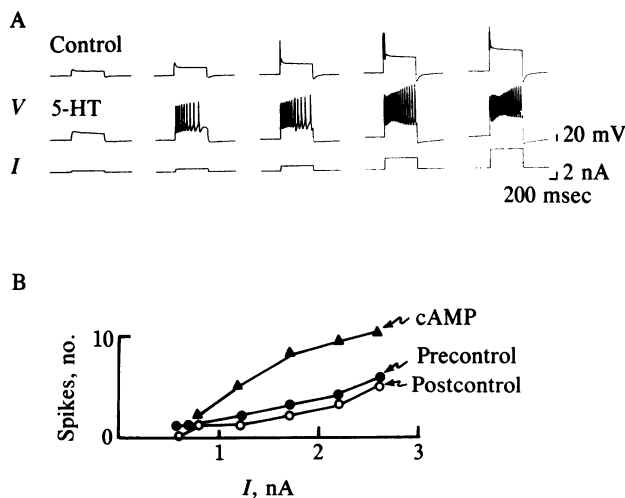 A
Control
V 5-HT
20 mV
I
2 nA
200 msec
B
10
cAMP
Precontrol
Postcontrol
Spikes, no.
0
1 2 3
I, nA